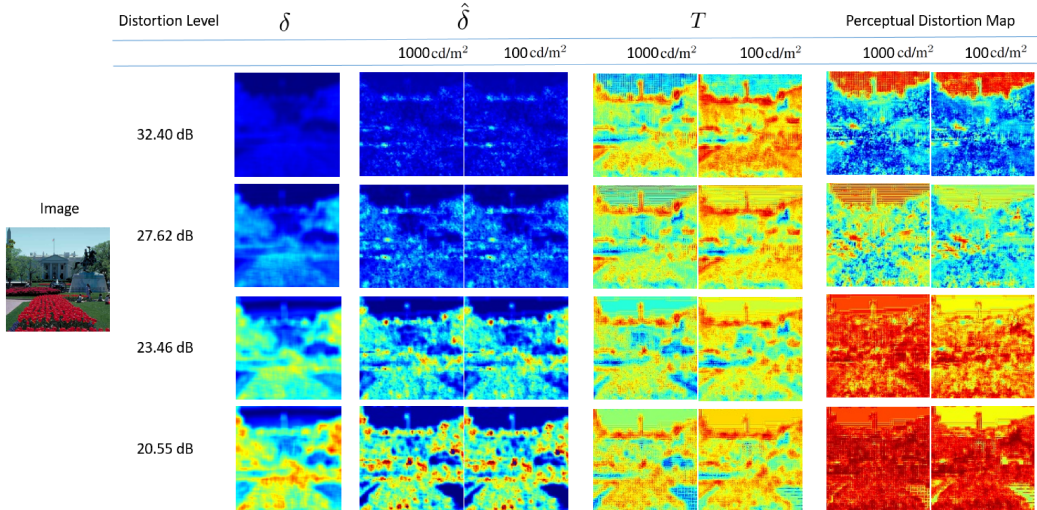 Distortion Level δ δ̂ T Perceptual Distortion Map
1000 cd/m² 100 cd/m² 1000 cd/m² 100 cd/m² 1000 cd/m² 100 cd/m²
32.40 dB
Image
27.62 dB
23.46 dB
20.55 dB